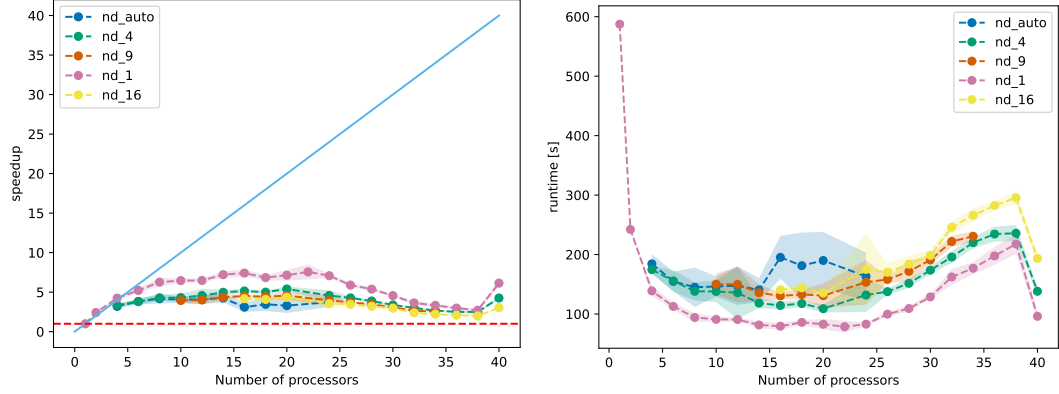 40
35
30
25
20
15
10
5
0
speedup
nd_auto
nd_4
nd_9
nd_1
nd_16
0 5 10 15 20 25 30 35 40
Number of processors
600
500
400
300
200
100
runtime [s]
nd_auto
nd_4
nd_9
nd_1
nd_16
0 5 10 15 20 25 30 35 40
Number of processors